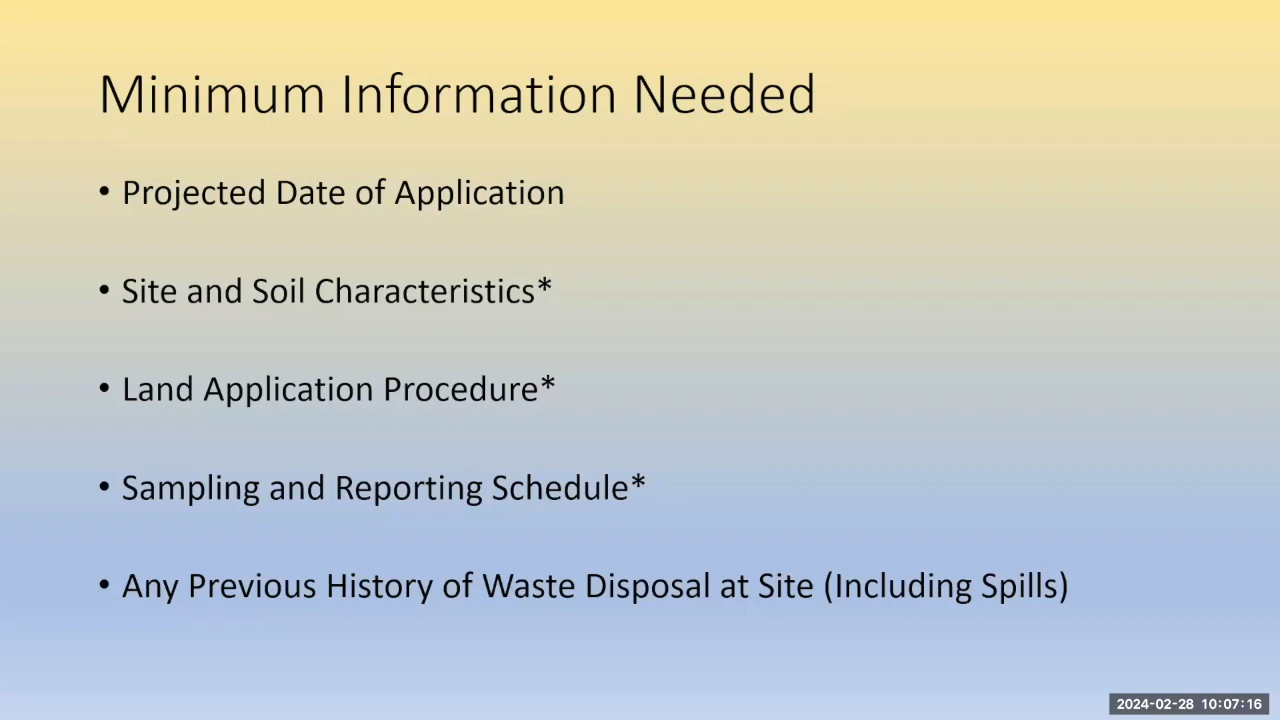 Minimum Information Needed
• Projected Date of Application
• Site and Soil Characteristics*
• Land Application Procedure*
• Sampling and Reporting Schedule*
• Any Previous History of Waste Disposal at Site (Including Spills)
2024-02-28 10:07:16